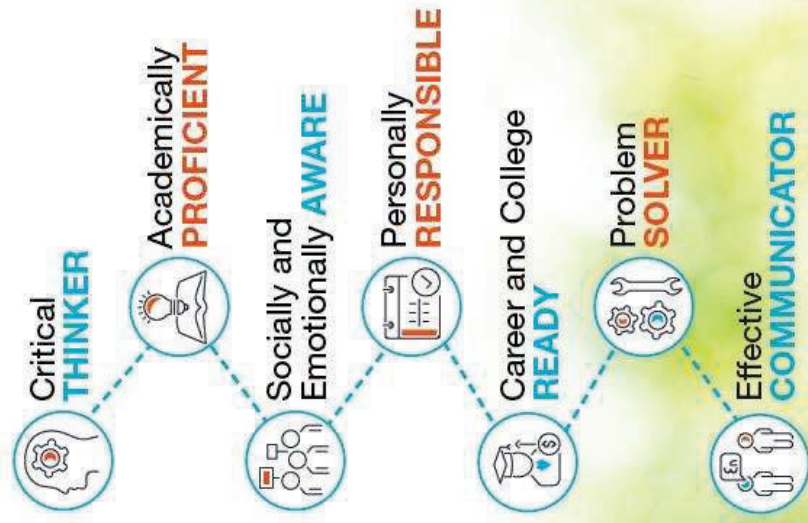 Critical
THINKER
Academically
PROFICIENT
Socially and
Emotionally AWARE
Personally
RESPONSIBLE
Career and College
READY
Problem
SOLVER
Effective
COMMUNICATOR